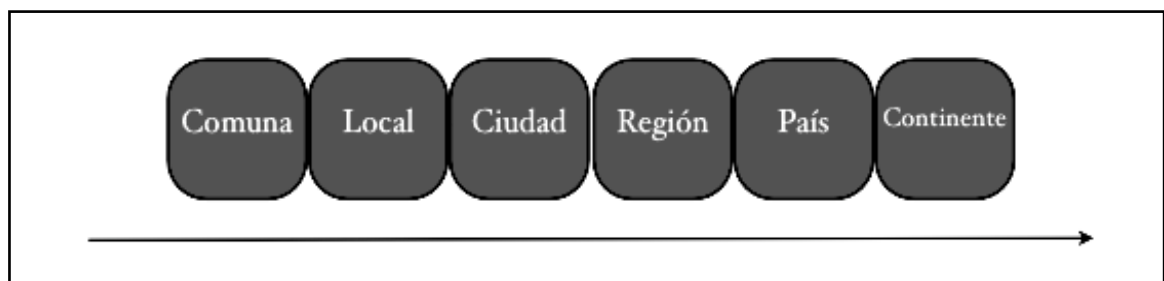 Comuna
Local
Ciudad
Región
País
Continente